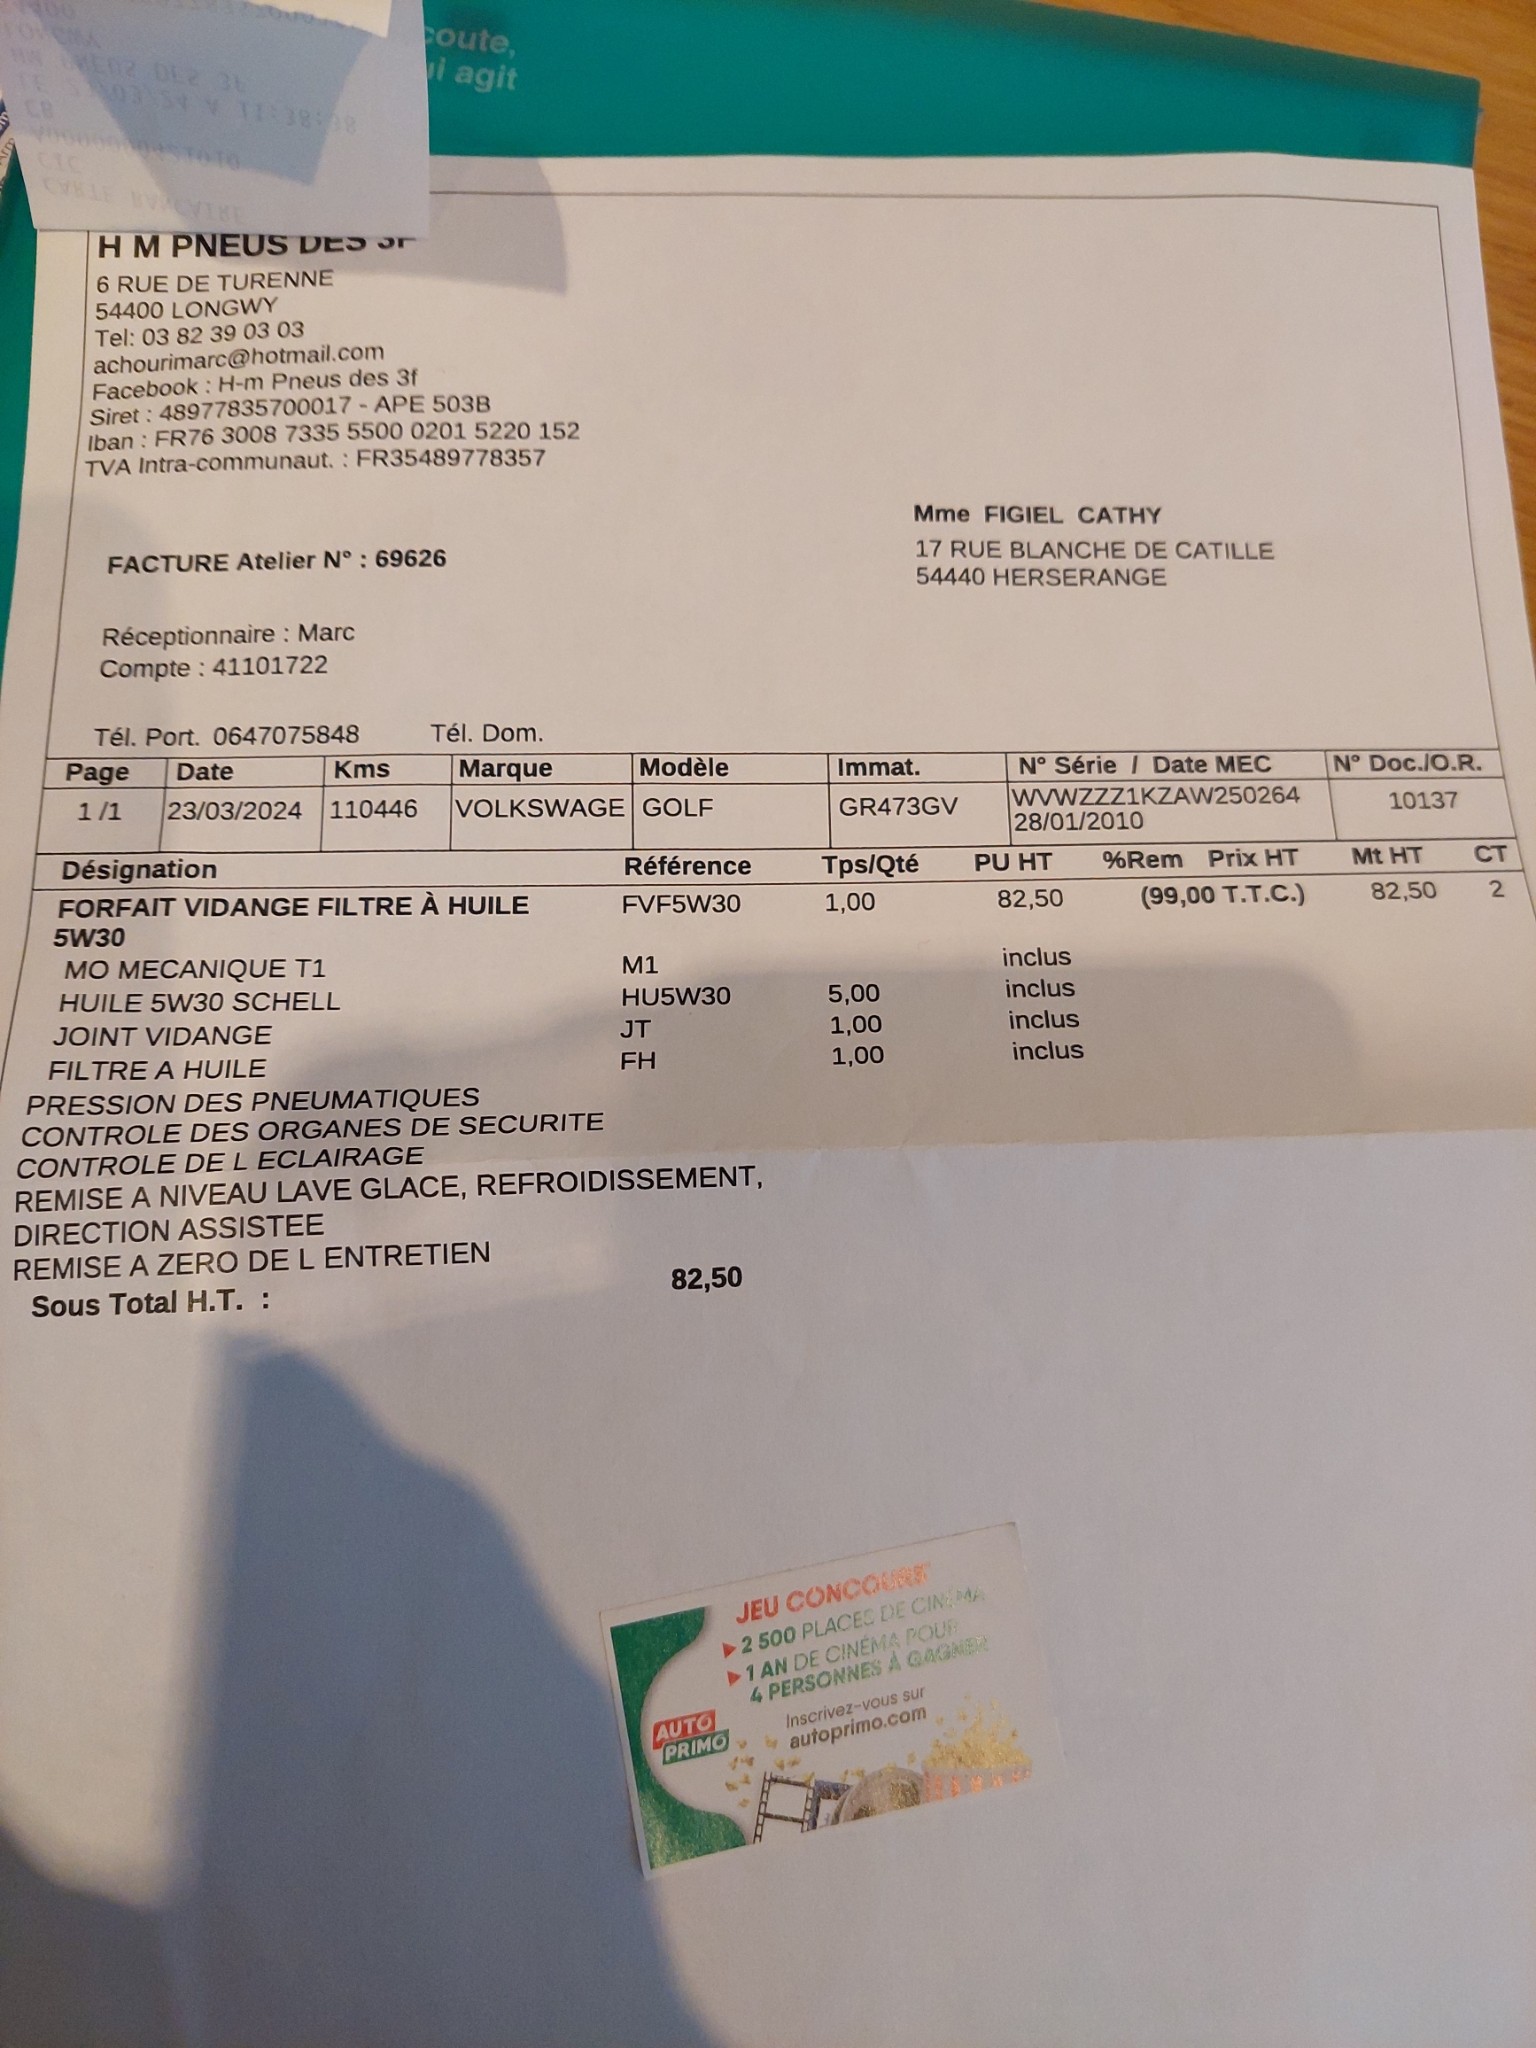 coute,
ui agit
H M PNEUS DES 3F
6 RUE DE TURENNE
54400 LONGWY
Tel: 03 82 39 03 03
achourimarc@hotmail.com
Facebook : H-m Pneus des 3f
Siret : 48977835700017 - APE 503B
Iban : FR76 3008 7335 5500 0201 5220 152
TVA Intra-communaut. : FR35489778357
Mme FIGIEL CATHY
17 RUE BLANCHE DE CATILLE
54440 HERSERANGE
FACTURE Atelier N° : 69626
Réceptionnaire : Marc
Compte : 41101722
Tél. Port. 0647075848 Tél. Dom.
Page Date Kms Marque Modèle Immat. N° Série / Date MEC N° Doc./O.R.
1 /1 23/03/2024 110446 VOLKSWAGE GOLF GR473GV WVWZZZ1KZAW250264 10137
28/01/2010
Désignation Référence Tps/Qté PU HT %Rem Prix HT Mt HT CT
FORFAIT VIDANGE FILTRE À HUILE FVF5W30 1,00 82,50 (99,00 T.T.C.) 82,50 2
5W30
MO MECANIQUE T1 M1 inclus
HUILE 5W30 SCHELL HU5W30 5,00 inclus
JOINT VIDANGE JT 1,00 inclus
FILTRE A HUILE FH 1,00 inclus
PRESSION DES PNEUMATIQUES
CONTROLE DES ORGANES DE SECURITE
CONTROLE DE L ECLAIRAGE
REMISE A NIVEAU LAVE GLACE, REFROIDISSEMENT,
DIRECTION ASSISTEE
REMISE A ZERO DE L ENTRETIEN
Sous Total H.T. : 82,50
JEU CONCOURS
2 500 PLACES DE CINÉMA
1 AN DE CINÉMA POUR
4 PERSONNES À GAGNER
Inscrivez-vous sur
autoprimo.com
AUTO
PRIMO